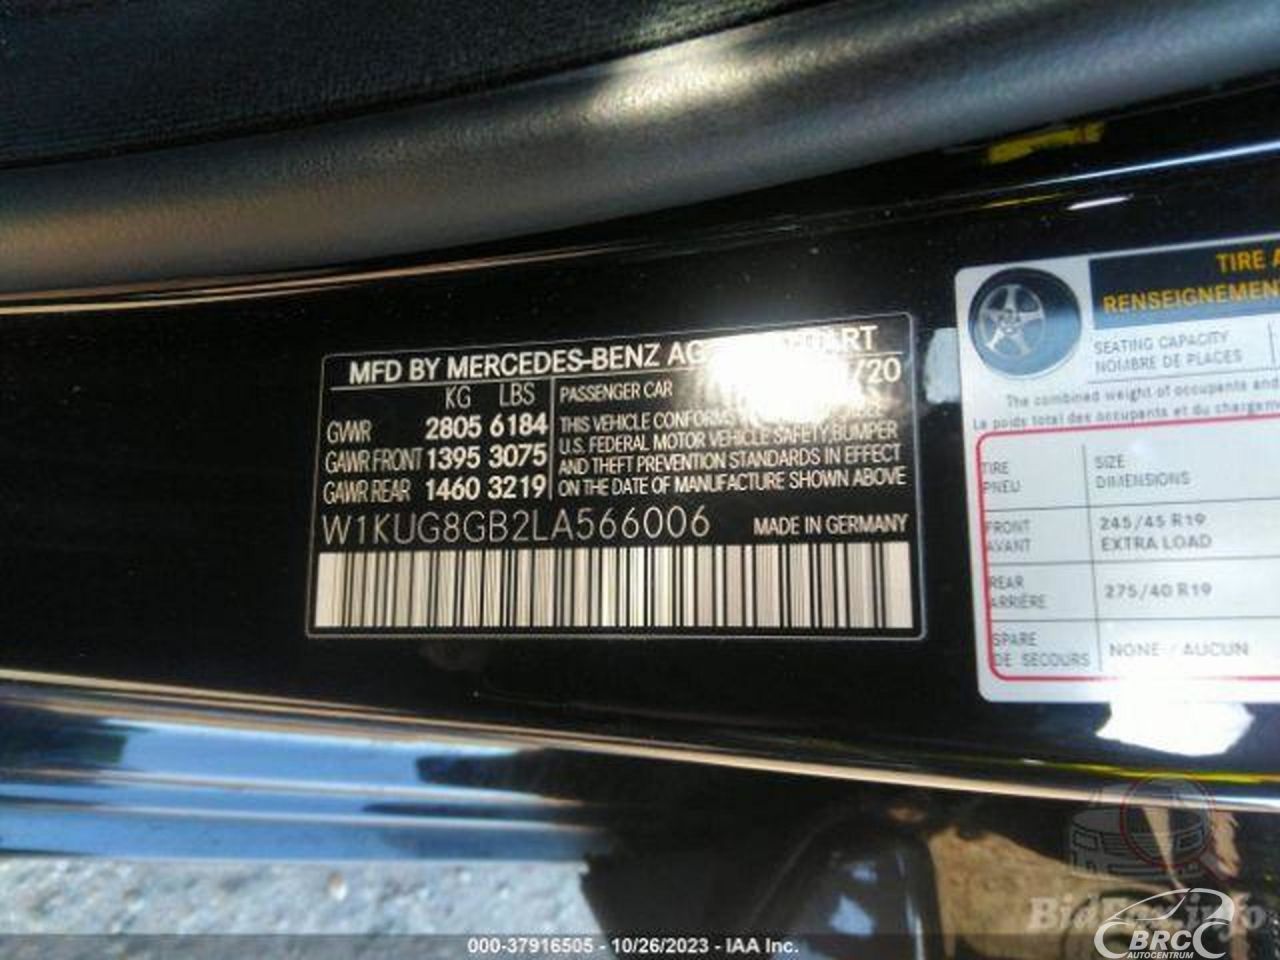 MFD BY MERCEDES-BENZ AG
/20
KG LBS
PASSENGER CAR
GVWR 2805 6184
GAWR FRONT 1395 3075
GAWR REAR 1460 3219
THIS VEHICLE CONFORMS
U.S. FEDERAL MOTOR VEHICLE SAFETY, BUMPER
AND THEFT PREVENTION STANDARDS IN EFFECT
ON THE DATE OF MANUFACTURE SHOWN ABOVE
W1KUG8GB2LA566006 MADE IN GERMANY
TIRE
RENSEIGNEMEN
SEATING CAPACITY
NOMBRE DE PLACES
The combined weight of occupants and
Le poids total des occupants et du chargeme
TIRE SIZE
PNEU DIMENSIONS
FRONT 245/45 R19
AVANT EXTRA LOAD
REAR 275/40 R19
ARRIÈRE
SPARE NONE / AUCUN
DE SECOURS
BidFax.info
BRC
AUTOCENTRUM
000-37916505 - 10/26/2023 - IAA Inc.